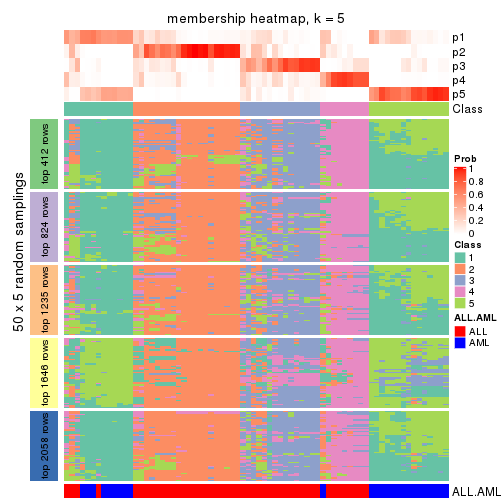 membership heatmap, k = 5
p1
p2
p3
p4
p5
Class
50 x 5 random samplings
top 412 rows
top 824 rows
top 1235 rows
top 1646 rows
top 2058 rows
Prob
1
0.8
0.6
0.4
0.2
0
Class
1
2
3
4
5
ALL.AML
ALL
AML
ALL.AML